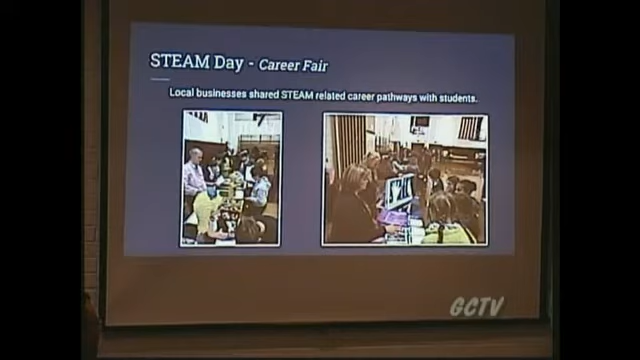 STEAM Day - Career Fair
Local businesses shared STEAM related career pathways with students.
GCTV